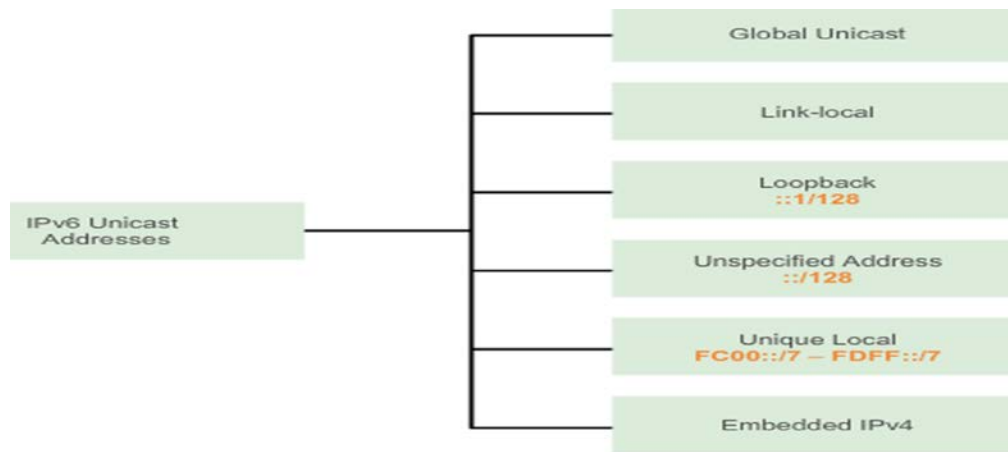 IPv6 Unicast
Addresses
Global Unicast
Link-local
Loopback
::1/128
Unspecified Address
::/128
Unique Local
FC00::/7 – FDFF::/7
Embedded IPv4